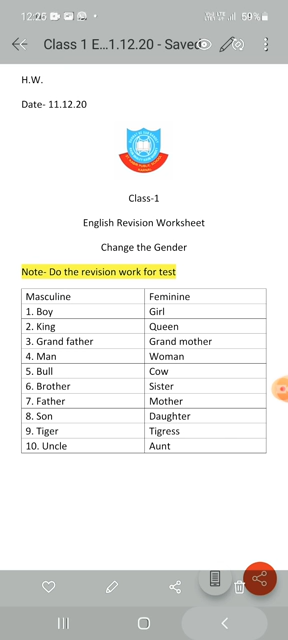 12:25
59%
Class 1 E...1.12.20 - Saved
H.W.
Date- 11.12.20
Class-1
English Revision Worksheet
Change the Gender
Note- Do the revision work for test
Masculine Feminine
1. Boy Girl
2. King Queen
3. Grand father Grand mother
4. Man Woman
5. Bull Cow
6. Brother Sister
7. Father Mother
8. Son Daughter
9. Tiger Tigress
10. Uncle Aunt